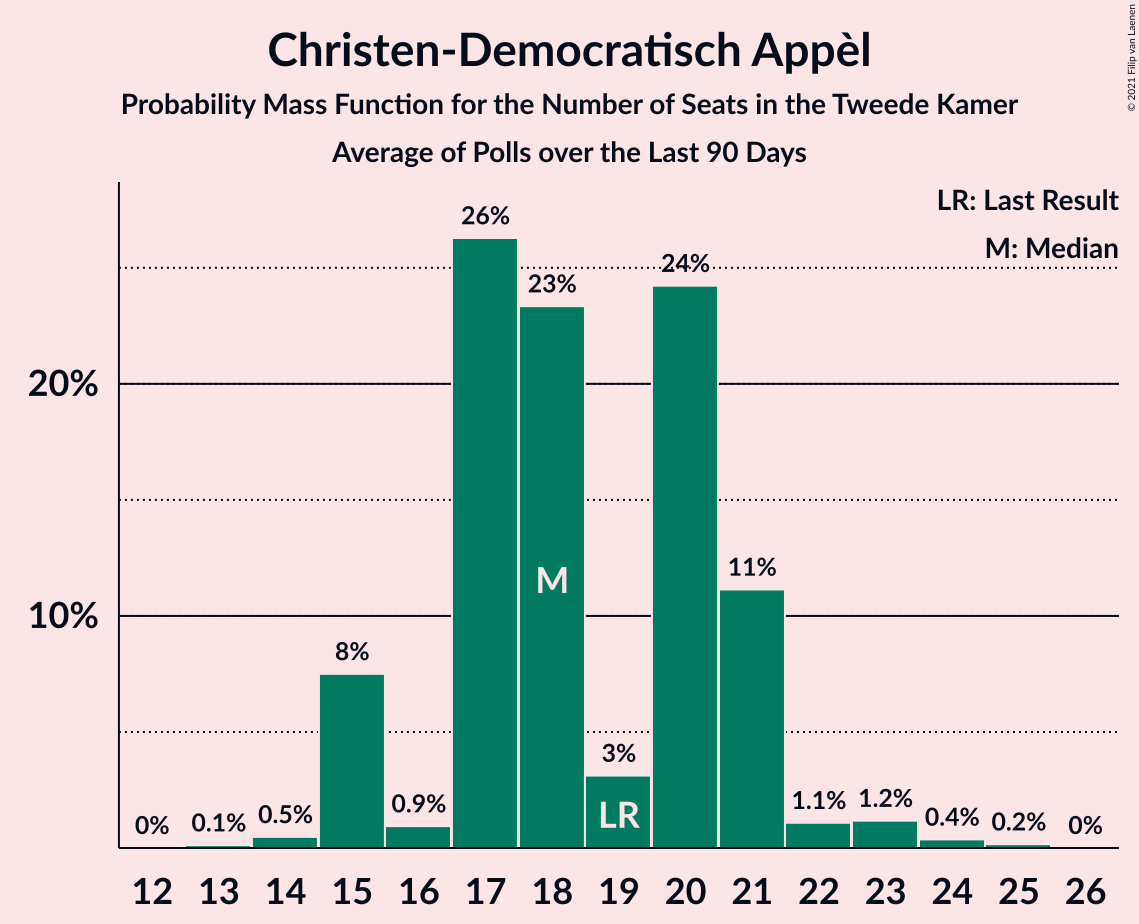 Christen-Democratisch Appèl
Probability Mass Function for the Number of Seats in the Tweede Kamer
Average of Polls over the Last 90 Days
© 2021 Filip van Laenen
LR: Last Result
M: Median
26%
24%
23%
20%
11%
M
10%
8%
3%
LR
0%
0.1%
0.5%
0.9%
1.1%
1.2%
0.4%
0.2%
0%
12 13 14 15 16 17 18 19 20 21 22 23 24 25 26